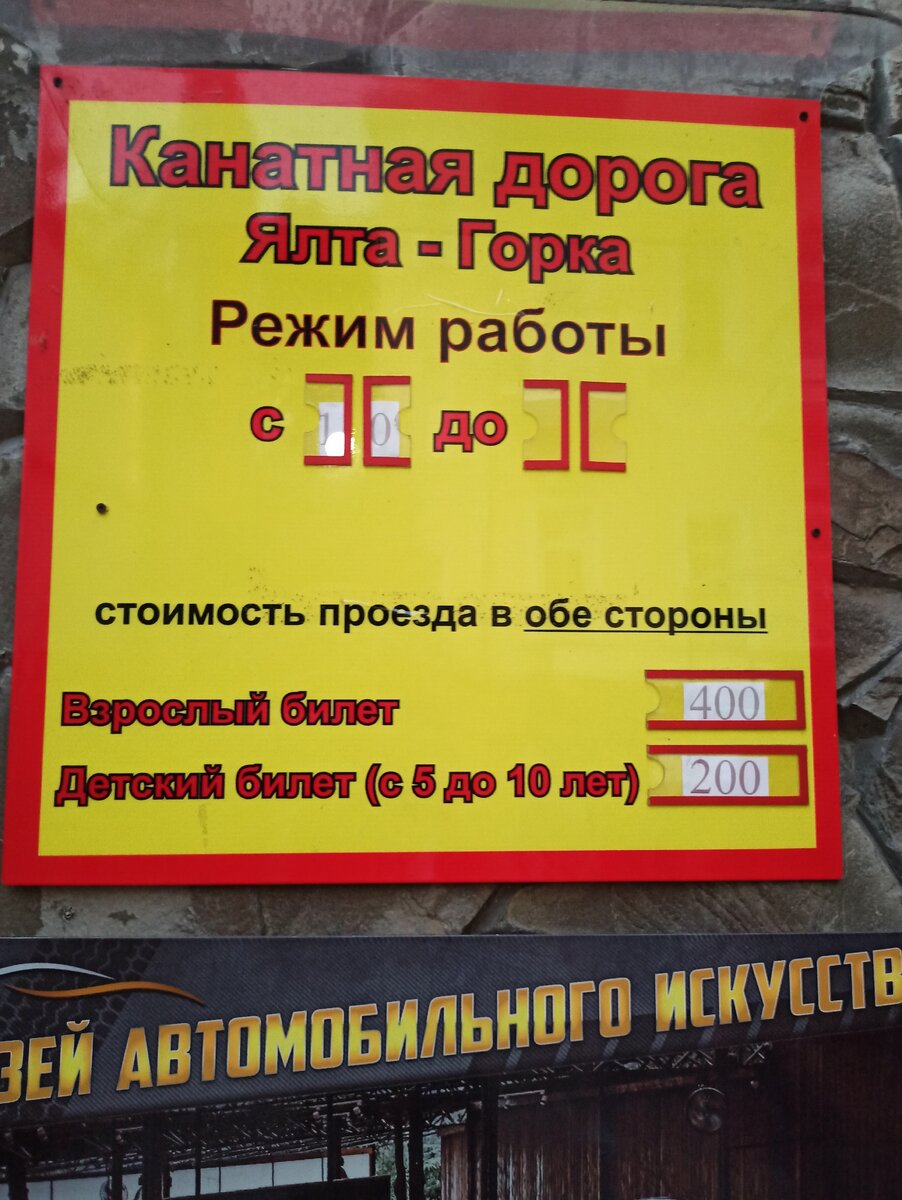 Канатная дорога
Ялта - Горка
Режим работы
с 10 до
стоимость проезда в обе стороны
Взрослый билет 400
Детский билет (с 5 до 10 лет) 200
ЗЕЙ АВТОМОБИЛЬНОГО ИСКУССТВ